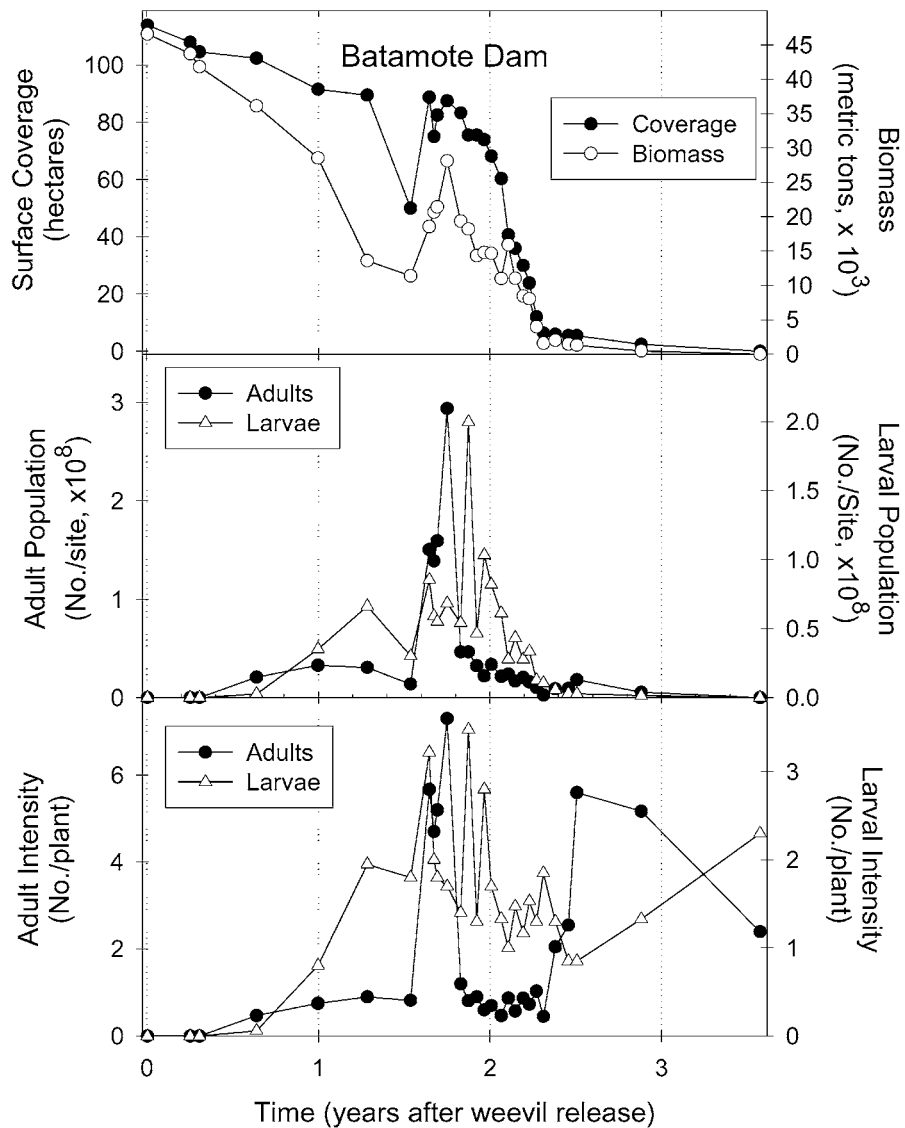 Batamote Dam
Surface Coverage
(hectares)
100
80
60
40
20
0
Coverage
Biomass
45
40
35
30
25
20
15
10
5
0
Biomass
(metric tons, x 10³)
Adult Population
(No./site, x10⁸)
3
2
1
0
Adults
Larvae
2.0
1.5
1.0
0.5
0.0
Larval Population
(No./Site, x10⁸)
Adult Intensity
(No./plant)
6
4
2
0
Adults
Larvae
3
2
1
0
Larval Intensity
(No./plant)
0 1 2 3
Time (years after weevil release)